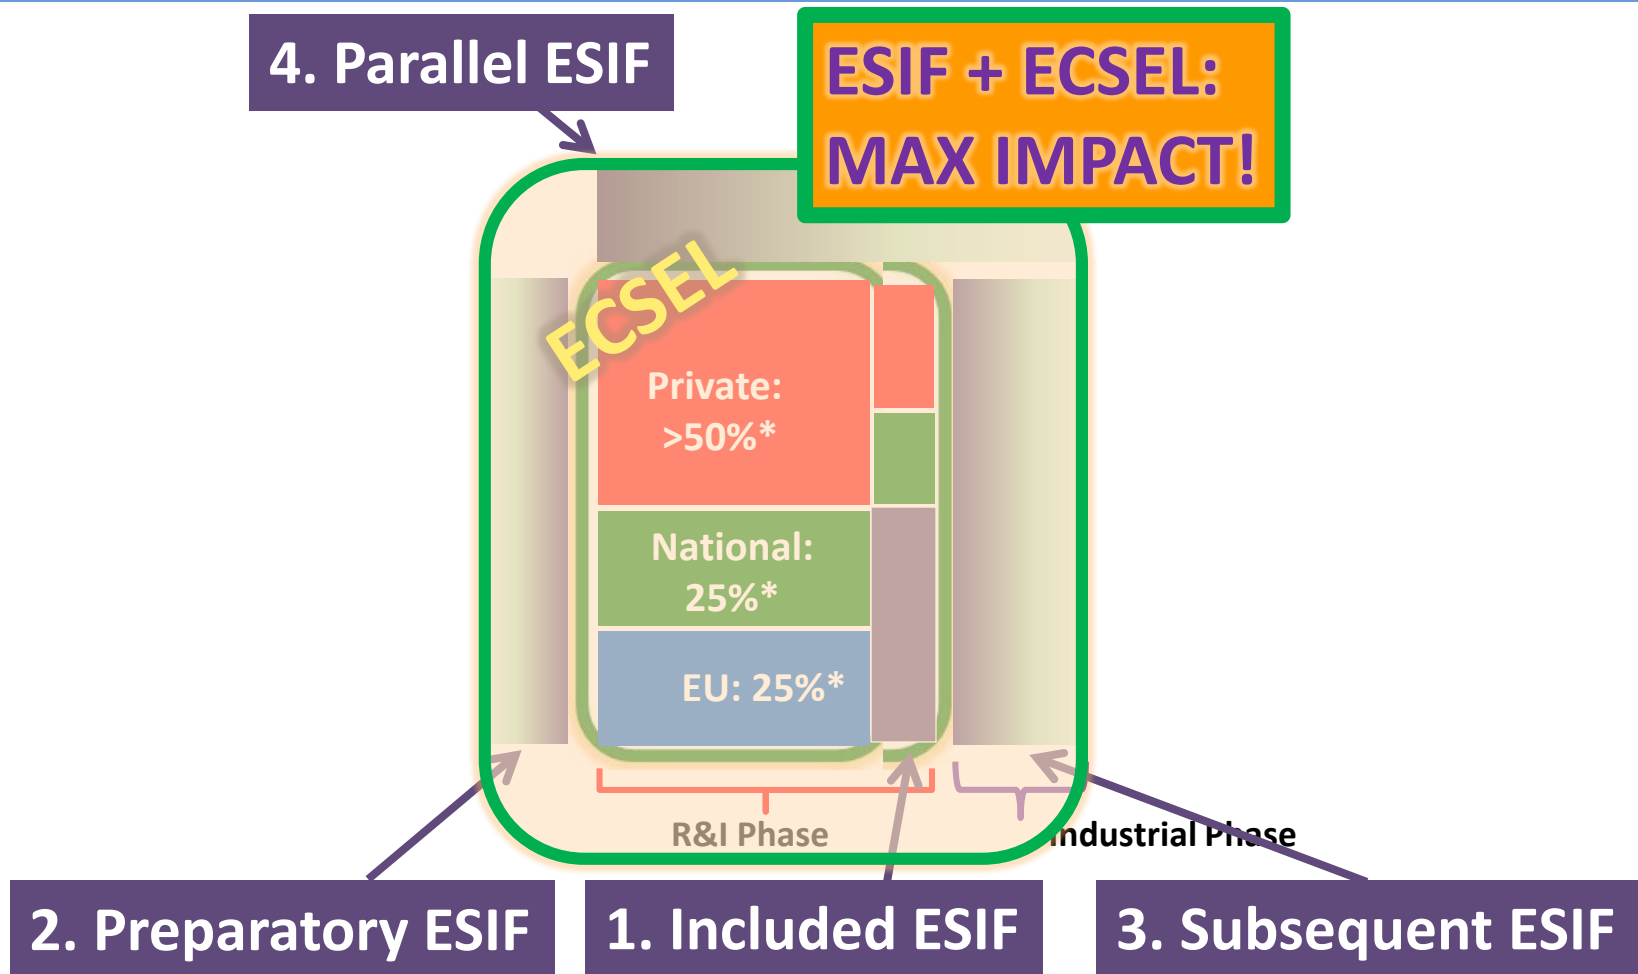 4. Parallel ESIF
ESIF + ECSEL:
MAX IMPACT!
ECSEL
Private:
>50%*
National:
25%*
EU: 25%*
R&I Phase
Industrial Phase
2. Preparatory ESIF
1. Included ESIF
3. Subsequent ESIF